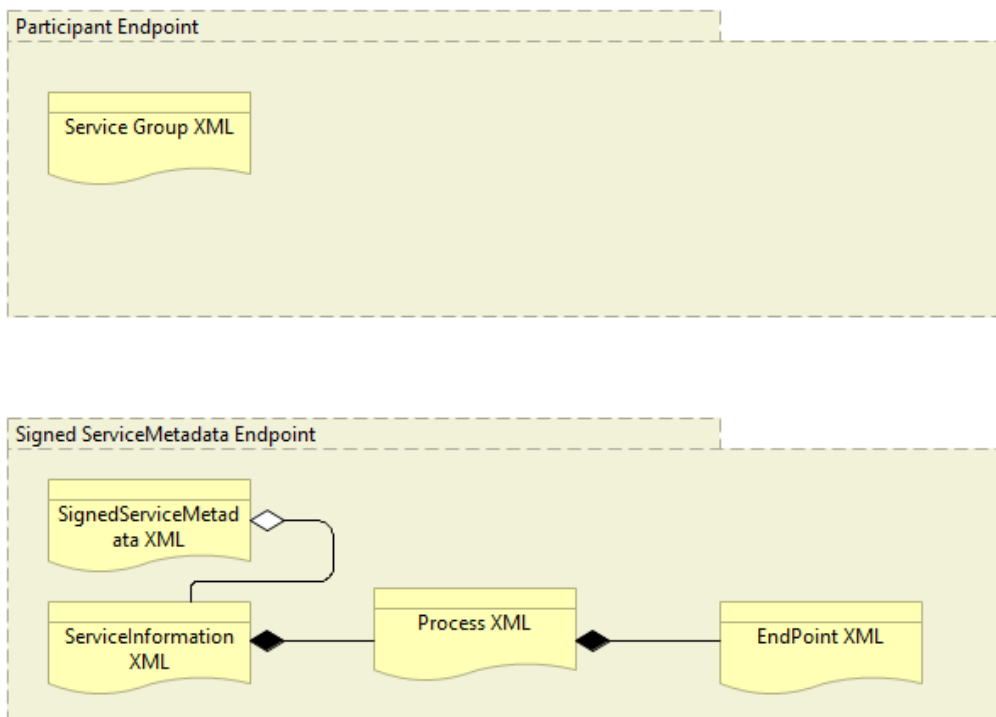 Participant Endpoint
Service Group XML
Signed ServiceMetadata Endpoint
SignedServiceMetad
ata XML
ServiceInformation
XML
Process XML
EndPoint XML